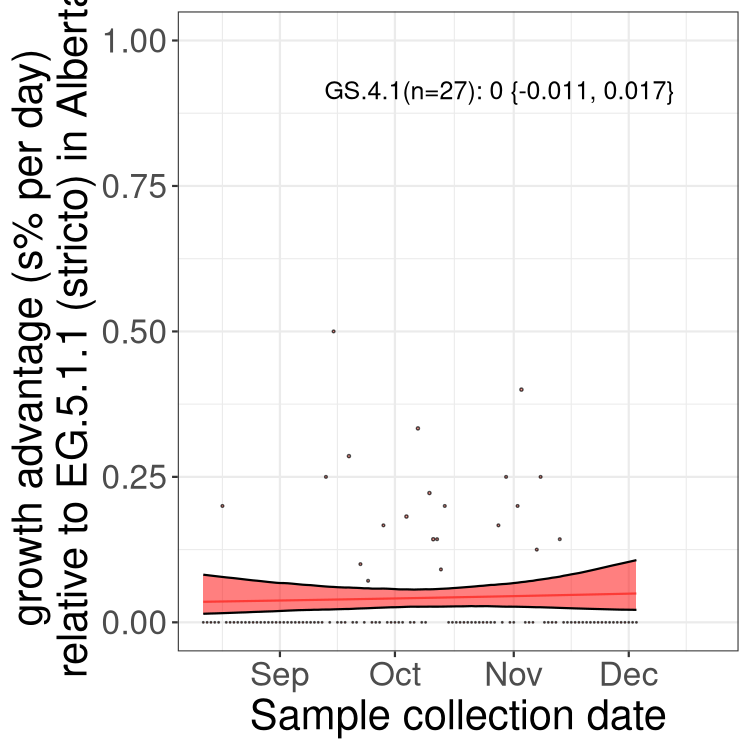 growth advantage (s% per day)
relative to EG.5.1.1 (stricto) in Alberta
1.00
0.75
0.50
0.25
0.00
GS.4.1(n=27): 0 {-0.011, 0.017}
Sep Oct Nov Dec
Sample collection date